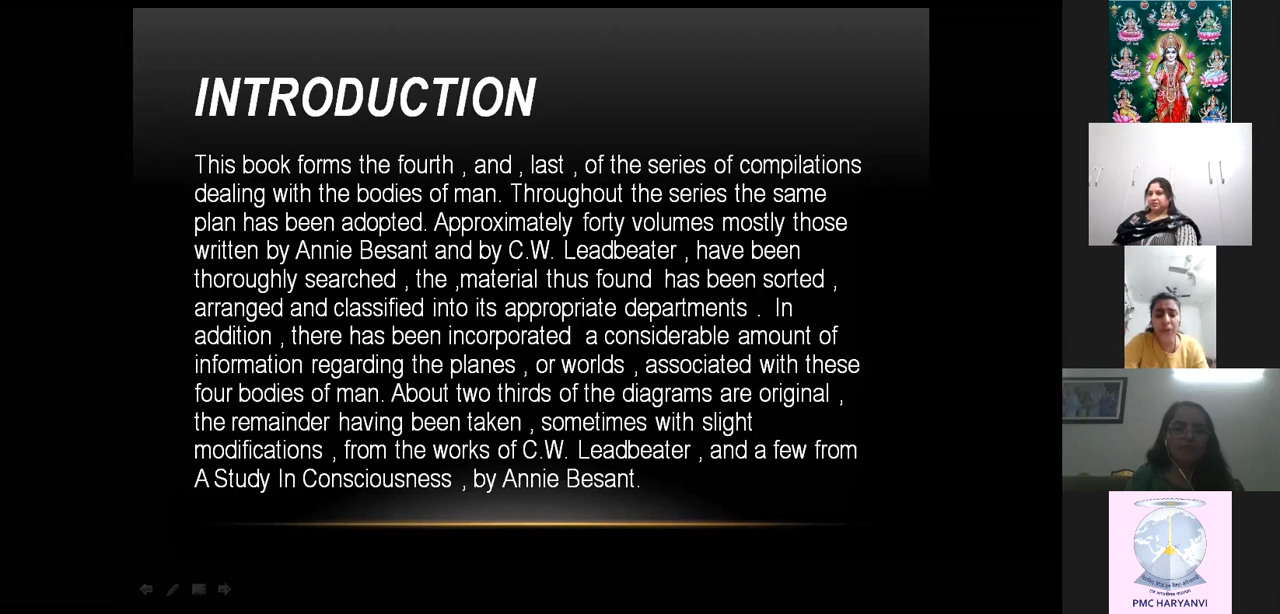 INTRODUCTION
This book forms the fourth , and , last , of the series of compilations
dealing with the bodies of man. Throughout the series the same
plan has been adopted. Approximately forty volumes mostly those
written by Annie Besant and by C.W. Leadbeater , have been
thoroughly searched , the ,material thus found has been sorted ,
arranged and classified into its appropriate departments . In
addition , there has been incorporated a considerable amount of
information regarding the planes , or worlds , associated with these
four bodies of man. About two thirds of the diagrams are original ,
the remainder having been taken , sometimes with slight
modifications , from the works of C.W. Leadbeater , and a few from
A Study In Consciousness , by Annie Besant.
PMC HARYANVI